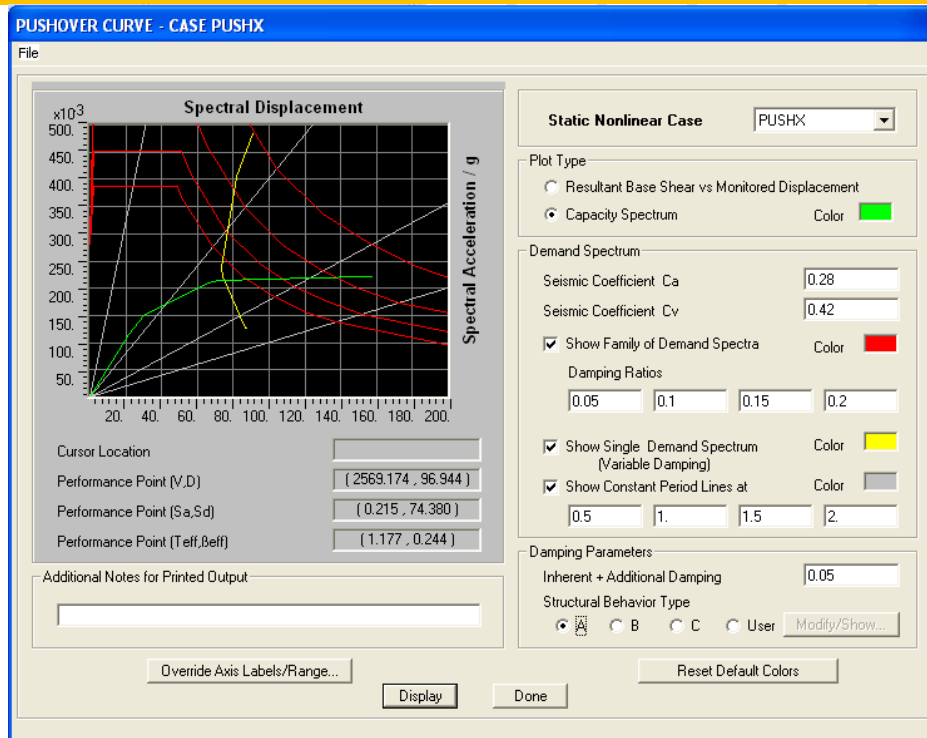 PUSHOVER CURVE - CASE PUSHX
File
Spectral Displacement
x10³
500.
450.
400.
350.
300.
250.
200.
150.
100.
50.
20. 40. 60. 80. 100. 120. 140. 160. 180. 200.
Spectral Acceleration / g
Cursor Location
Performance Point (V,D) ( 2569.174 , 96.944 )
Performance Point (Sa,Sd) ( 0.215 , 74.380 )
Performance Point (Teff,βeff) ( 1.177 , 0.244 )
Additional Notes for Printed Output
Static Nonlinear Case PUSHX
Plot Type
Resultant Base Shear vs Monitored Displacement
Capacity Spectrum Color
Demand Spectrum
Seismic Coefficient Ca 0.28
Seismic Coefficient Cv 0.42
Show Family of Demand Spectra Color
Damping Ratios
0.05 0.1 0.15 0.2
Show Single Demand Spectrum Color
(Variable Damping)
Show Constant Period Lines at Color
0.5 1. 1.5 2.
Damping Parameters
Inherent + Additional Damping 0.05
Structural Behavior Type
A B C User Modify/Show...
Override Axis Labels/Range... Reset Default Colors
Display Done